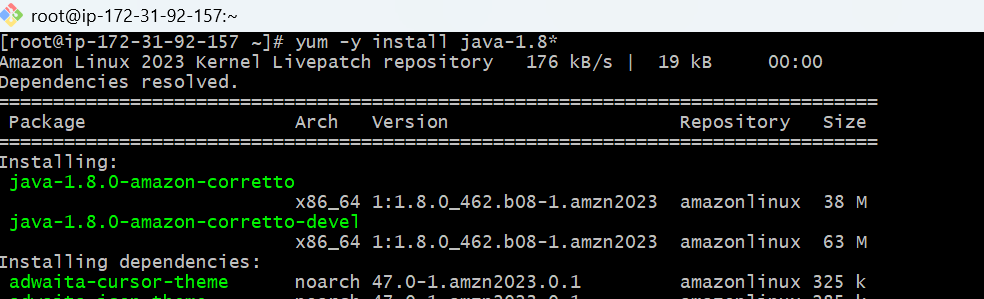 root@ip-172-31-92-157:~
[root@ip-172-31-92-157 ~]# yum -y install java-1.8*
Amazon Linux 2023 Kernel Livepatch repository   176 kB/s |  19 kB     00:00
Dependencies resolved.
================================================================================
 Package                   Arch   Version                     Repository   Size
================================================================================
Installing:
 java-1.8.0-amazon-corretto
                           x86_64 1:1.8.0_462.b08-1.amzn2023  amazonlinux  38 M
 java-1.8.0-amazon-corretto-devel
                           x86_64 1:1.8.0_462.b08-1.amzn2023  amazonlinux  63 M
Installing dependencies:
 adwaita-cursor-theme      noarch 47.0-1.amzn2023.0.1         amazonlinux 325 k